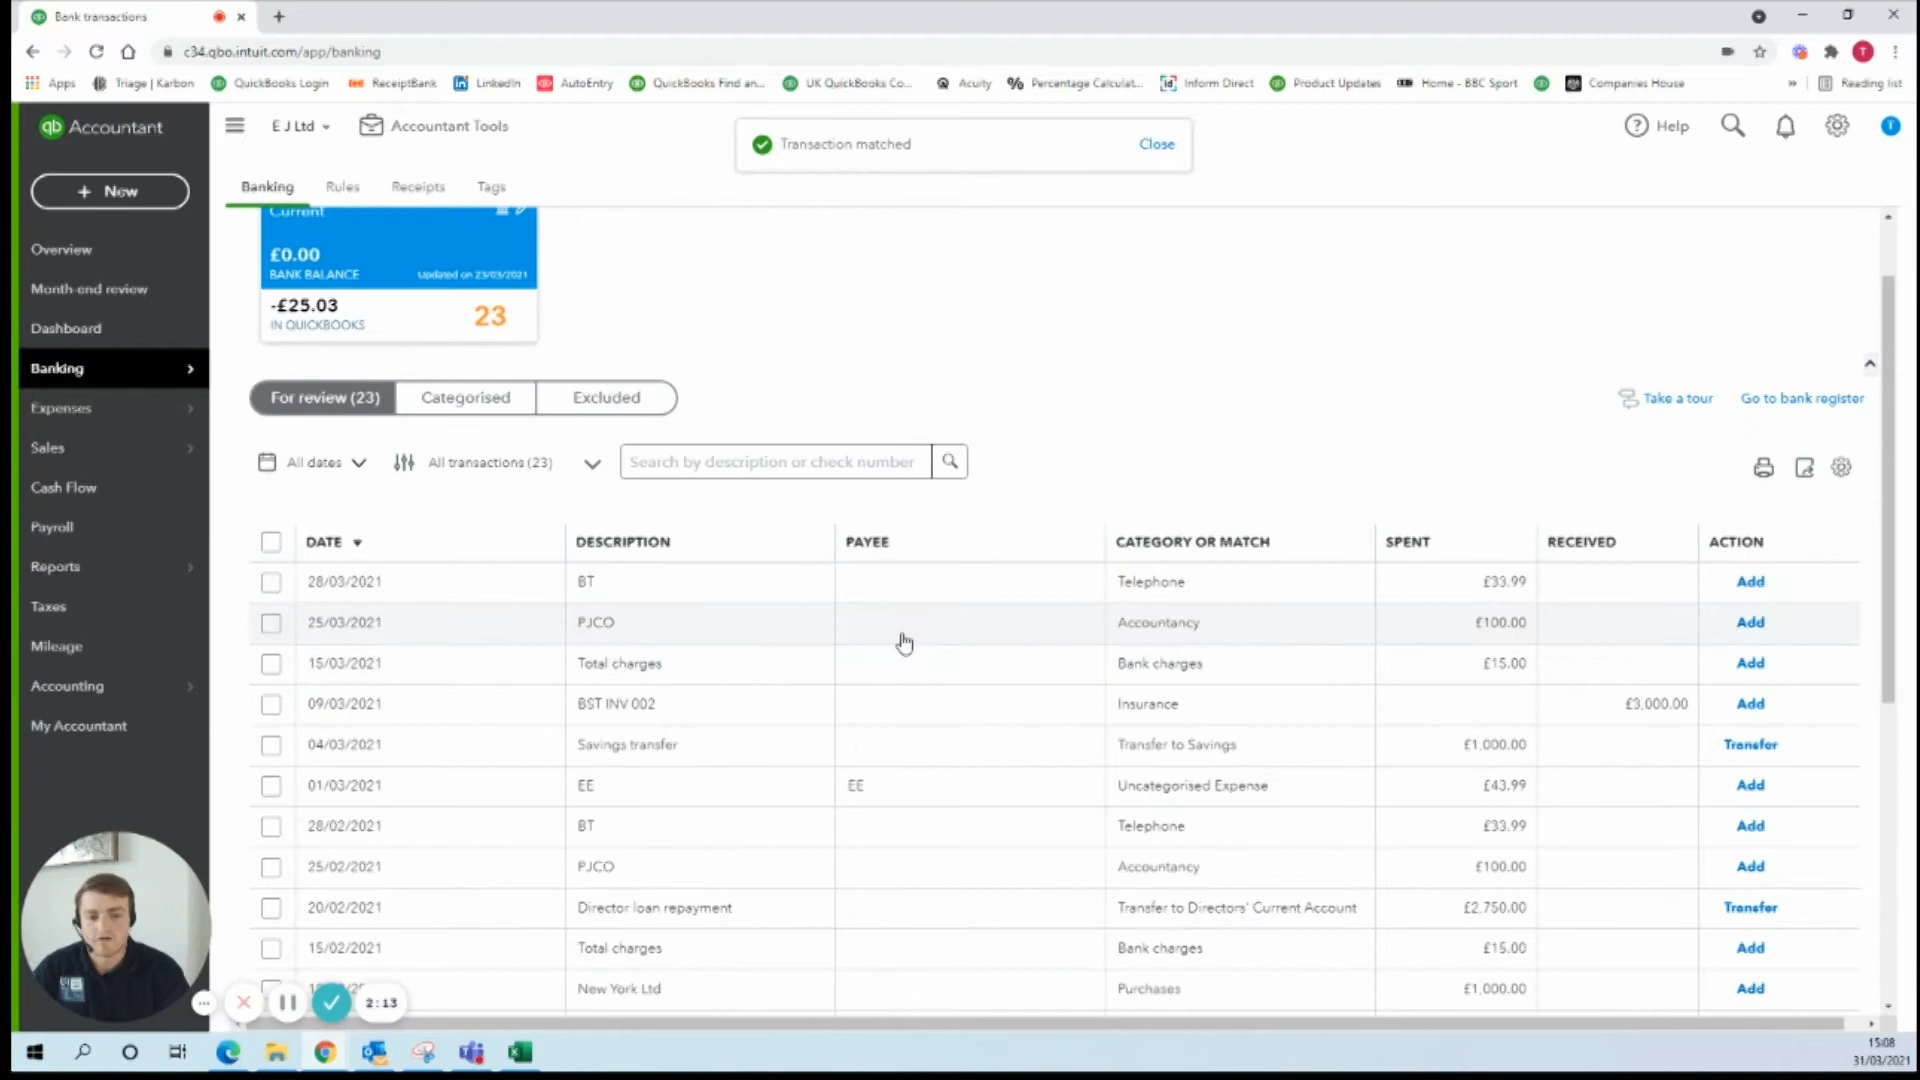 Bank transactions
c34.qbo.intuit.com/app/banking
Apps Triage | Karbon QuickBooks Login ReceiptBank LinkedIn AutoEntry QuickBooks Find an... UK QuickBooks Co... Acuity Percentage Calculat... Inform Direct Product Updates Home - BBC Sport Companies House » Reading list
qb Accountant
E J Ltd
Accountant Tools
Transaction matched
Close
Help
T
+ New
Banking Rules Receipts Tags
Overview
Month-end review
Dashboard
Banking
Expenses
Sales
Cash Flow
Payroll
Reports
Taxes
Mileage
Accounting
My Accountant
Current
£0.00
BANK BALANCE Updated on 23/03/2021
-£25.03
IN QUICKBOOKS
23
For review (23) Categorised Excluded
Take a tour Go to bank register
All dates All transactions (23) Search by description or check number
DATE DESCRIPTION PAYEE CATEGORY OR MATCH SPENT RECEIVED ACTION
28/03/2021 BT Telephone £33.99 Add
25/03/2021 PJCO Accountancy £100.00 Add
15/03/2021 Total charges Bank charges £15.00 Add
09/03/2021 BST INV 002 Insurance £3,000.00 Add
04/03/2021 Savings transfer Transfer to Savings £1,000.00 Transfer
01/03/2021 EE EE Uncategorised Expense £43.99 Add
28/02/2021 BT Telephone £33.99 Add
25/02/2021 PJCO Accountancy £100.00 Add
20/02/2021 Director loan repayment Transfer to Directors' Current Account £2,750.00 Transfer
15/02/2021 Total charges Bank charges £15.00 Add
New York Ltd Purchases £1,000.00 Add
2:13
15:08
31/03/2021